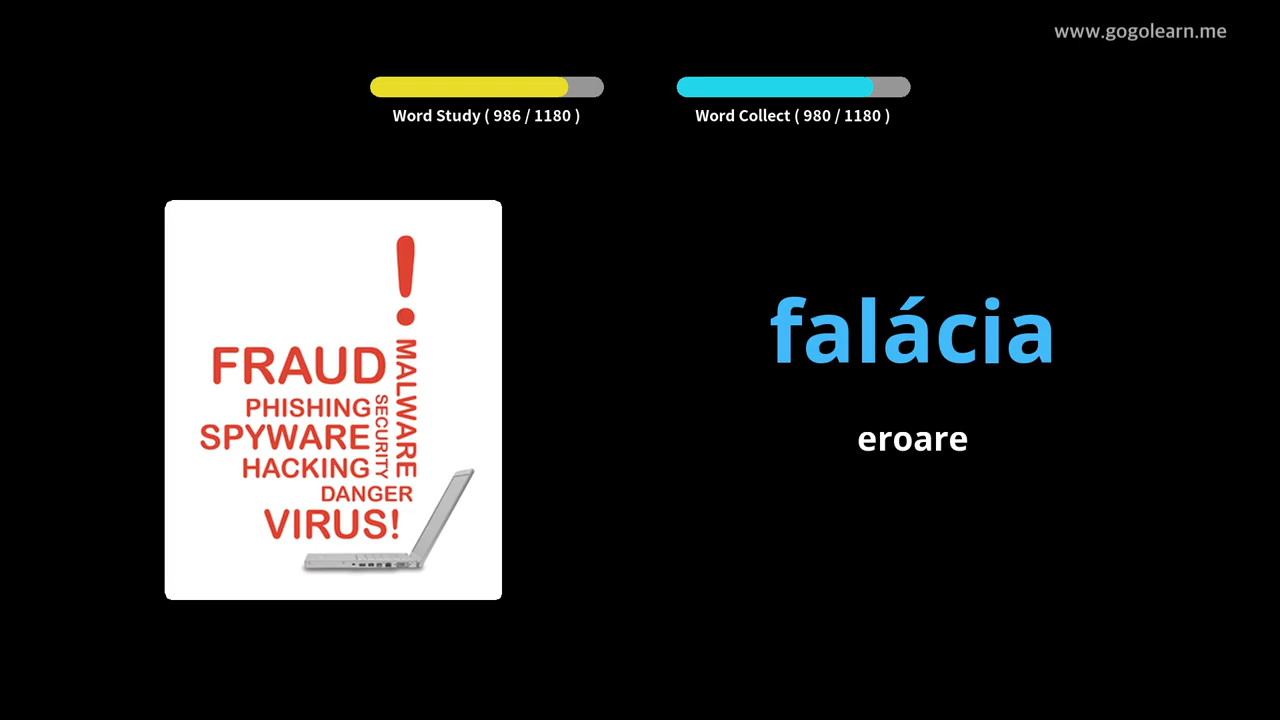 www.gogolearn.me
Word Study ( 986 / 1180 )
Word Collect ( 980 / 1180 )
!
FRAUD
MALWARE
PHISHING
SECURITY
SPYWARE
HACKING
DANGER
VIRUS!
falácia
eroare